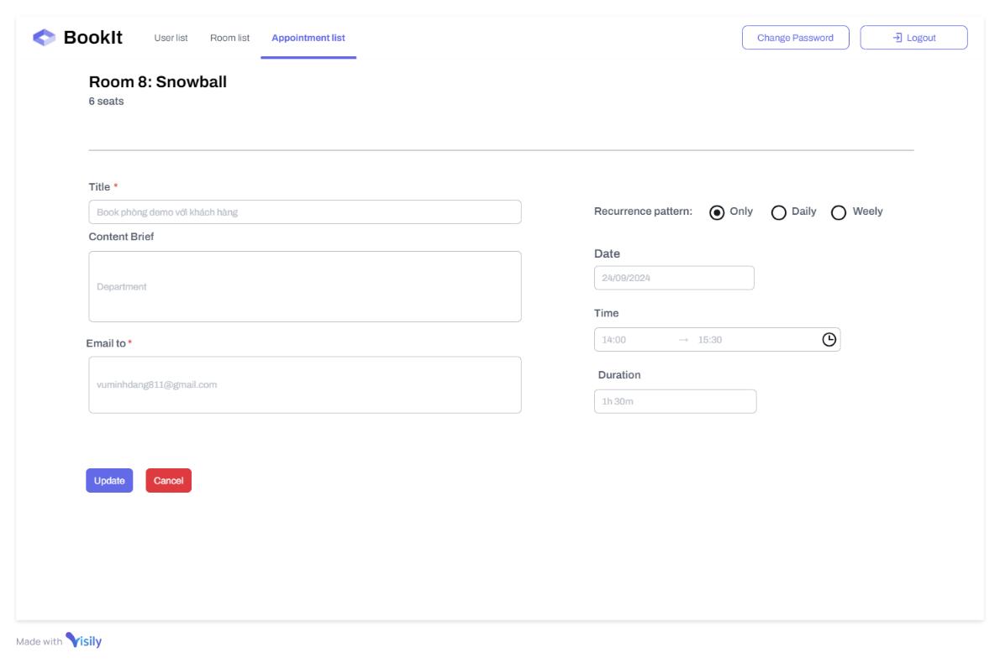 BookIt User list Room list Appointment list Change Password Logout
Room 8: Snowball
6 seats
Title *
Book phòng demo với khách hàng
Content Brief
Department
Email to *
vuminhdang811@gmail.com
Recurrence pattern: Only Daily Weely
Date
24/09/2024
Time
14:00 → 15:30
Duration
1h 30m
Update Cancel
Made with Visily